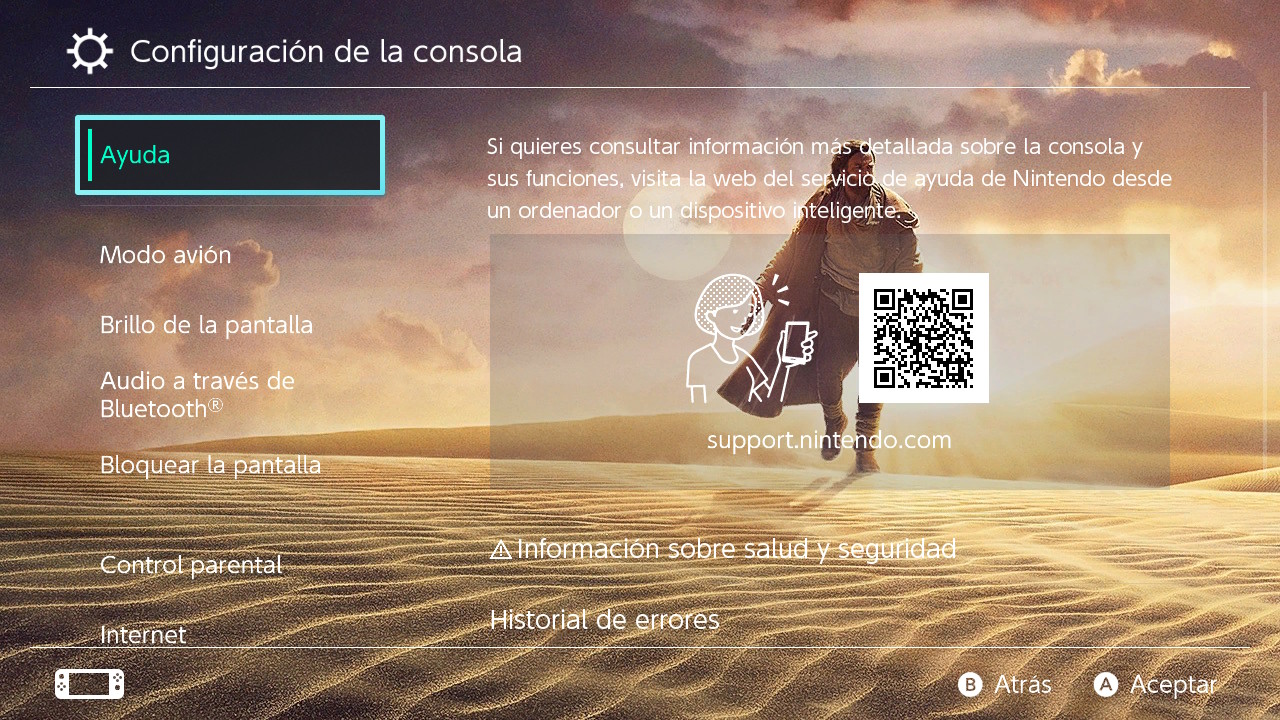 Configuración de la consola
Ayuda
Si quieres consultar información más detallada sobre la consola y
sus funciones, visita la web del servicio de ayuda de Nintendo desde
un ordenador o un dispositivo inteligente.
Modo avión
Brillo de la pantalla
Audio a través de
Bluetooth®
Bloquear la pantalla
support.nintendo.com
Control parental
Internet
Información sobre salud y seguridad
Historial de errores
B Atrás
A Aceptar